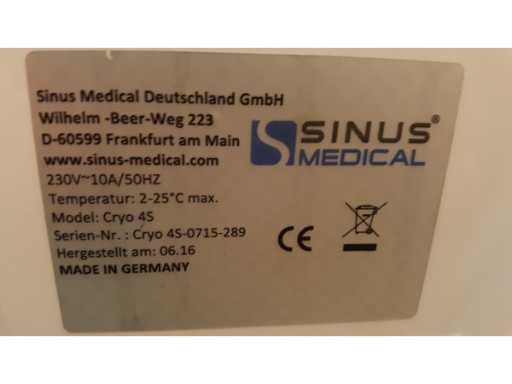 Sinus Medical Deutschland GmbH
Wilhelm -Beer-Weg 223
D-60599 Frankfurt am Main
www.sinus-medical.com
230V~10A/50HZ
Temperatur: 2-25°C max.
Model: Cryo 4S
Serien-Nr. : Cryo 4S-0715-289
Hergestellt am: 06.16
MADE IN GERMANY
SINUS®
MEDICAL
CE